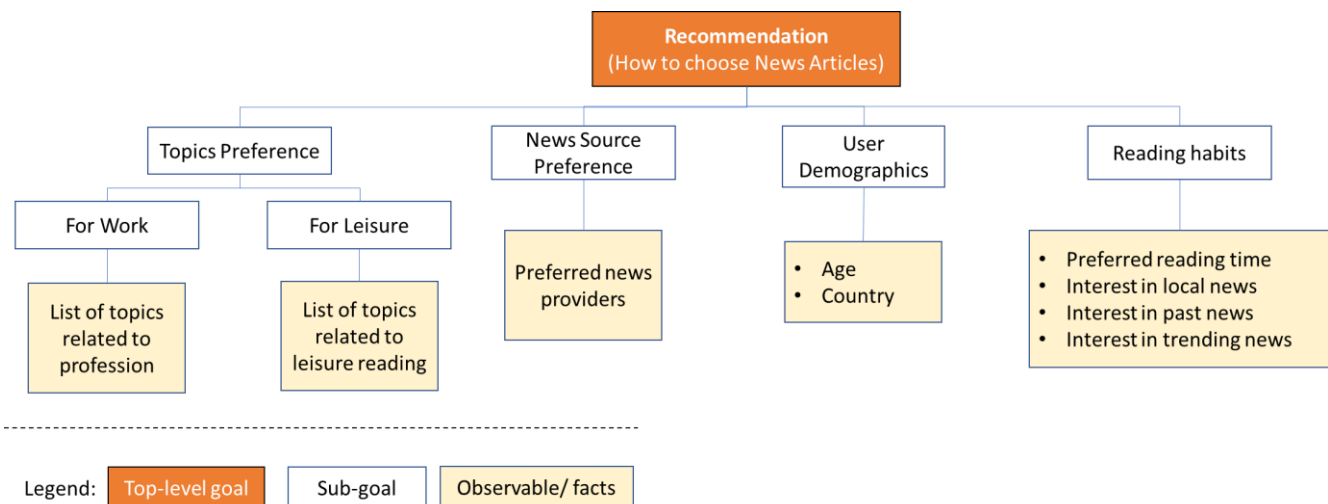 Recommendation
(How to choose News Articles)
Topics Preference
News Source
Preference
User
Demographics
Reading habits
For Work
For Leisure
List of topics
related to
profession
List of topics
related to
leisure reading
Preferred news
providers
• Age
• Country
• Preferred reading time
• Interest in local news
• Interest in past news
• Interest in trending news
Legend:
Top-level goal
Sub-goal
Observable/ facts